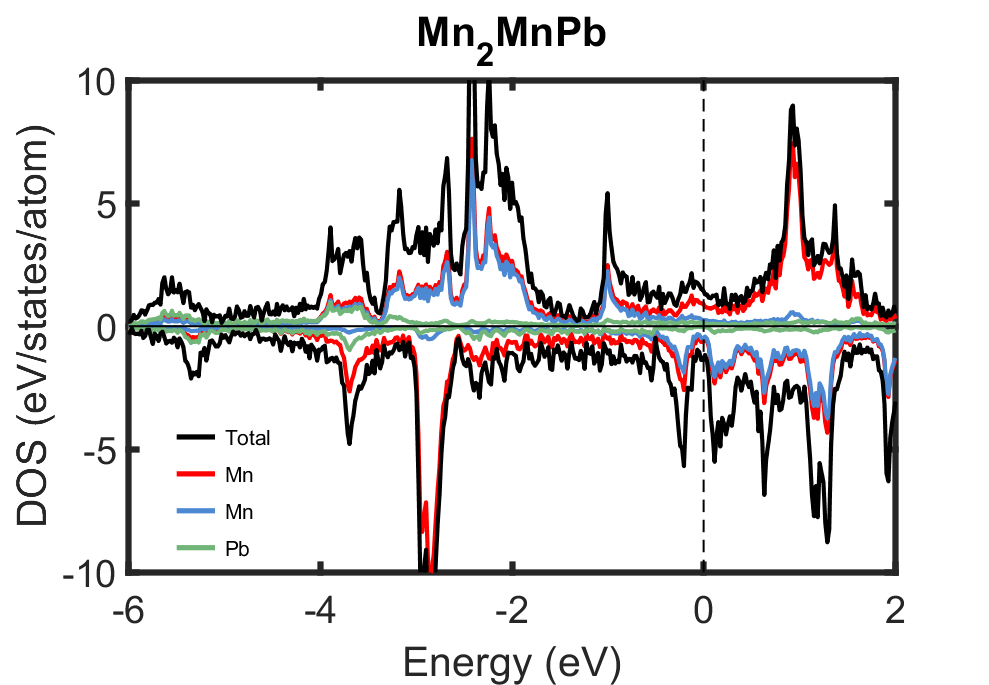 Mn2MnPb
10
5
0
-5
-10
DOS (eV/states/atom)
Total
Mn
Mn
Pb
-6 -4 -2 0 2
Energy (eV)